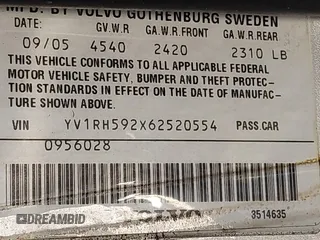 MFD. BY VOLVO GOTHENBURG SWEDEN
DATE: GV.W.R GA.W.R.FRONT GA.W.R.REAR
09/05 4540 2420 2310 LB
THIS VEHICLE CONFORMS TO ALL APPLICABLE FEDERAL
MOTOR VEHICLE SAFETY, BUMPER AND THEFT PROTEC-
TION STANDARDS IN EFFECT ON THE DATE OF MANUFAC-
TURE SHOWN ABOVE.
VIN YV1RH592X62520554 PASS.CAR
0956028
DREAMBID VOLVO 3514635